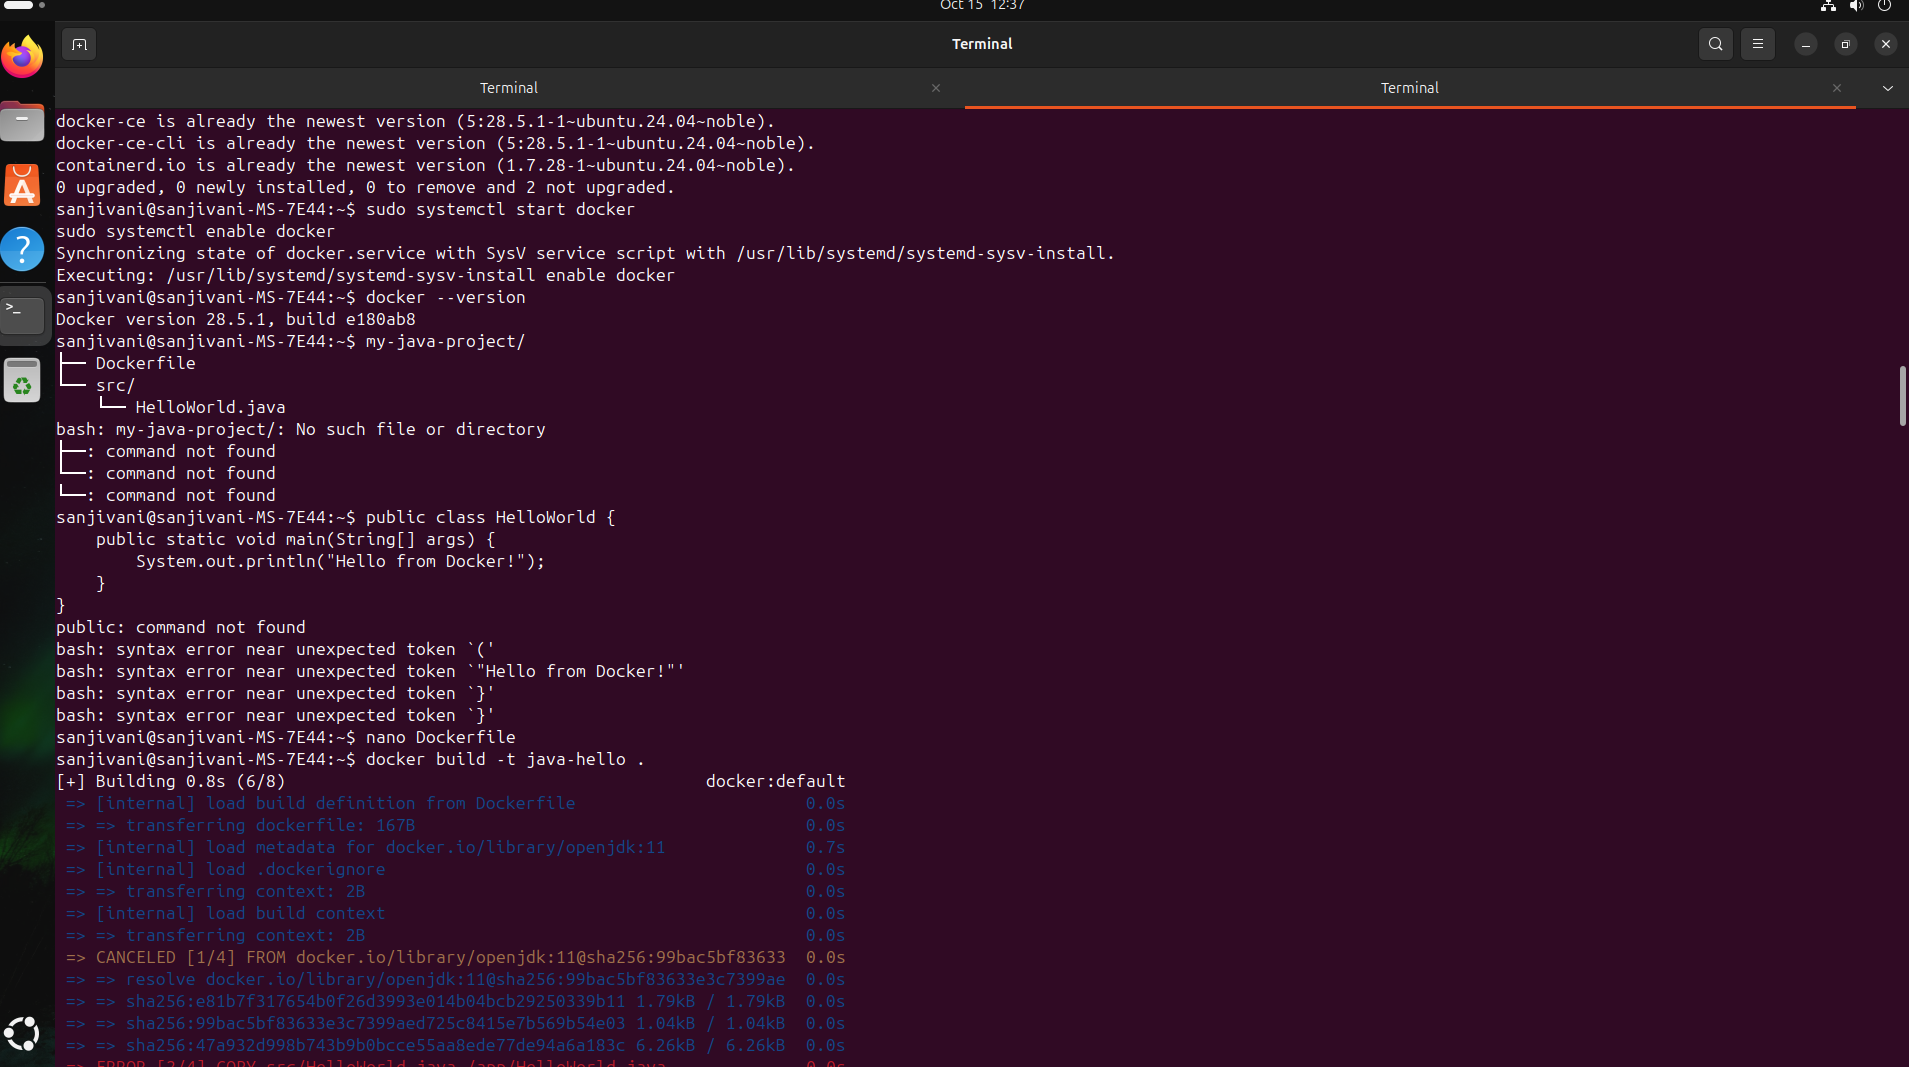 Oct 15 12:37
Terminal
Terminal
Terminal
docker-ce is already the newest version (5:28.5.1-1~ubuntu.24.04~noble).
docker-ce-cli is already the newest version (5:28.5.1-1~ubuntu.24.04~noble).
containerd.io is already the newest version (1.7.28-1~ubuntu.24.04~noble).
0 upgraded, 0 newly installed, 0 to remove and 2 not upgraded.
sanjivani@sanjivani-MS-7E44:~$ sudo systemctl start docker
sudo systemctl enable docker
Synchronizing state of docker.service with SysV service script with /usr/lib/systemd/systemd-sysv-install.
Executing: /usr/lib/systemd/systemd-sysv-install enable docker
sanjivani@sanjivani-MS-7E44:~$ docker --version
Docker version 28.5.1, build e180ab8
sanjivani@sanjivani-MS-7E44:~$ my-java-project/
├── Dockerfile
└── src/
    └── HelloWorld.java
bash: my-java-project/: No such file or directory
├──: command not found
└──: command not found
└──: command not found
sanjivani@sanjivani-MS-7E44:~$ public class HelloWorld {
    public static void main(String[] args) {
        System.out.println("Hello from Docker!");
    }
}
public: command not found
bash: syntax error near unexpected token `('
bash: syntax error near unexpected token `"Hello from Docker!"'
bash: syntax error near unexpected token `}'
bash: syntax error near unexpected token `}'
sanjivani@sanjivani-MS-7E44:~$ nano Dockerfile
sanjivani@sanjivani-MS-7E44:~$ docker build -t java-hello .
[+] Building 0.8s (6/8) docker:default
 => [internal] load build definition from Dockerfile 0.0s
 => => transferring dockerfile: 167B 0.0s
 => [internal] load metadata for docker.io/library/openjdk:11 0.7s
 => [internal] load .dockerignore 0.0s
 => => transferring context: 2B 0.0s
 => [internal] load build context 0.0s
 => => transferring context: 2B 0.0s
 => CANCELED [1/4] FROM docker.io/library/openjdk:11@sha256:99bac5bf83633 0.0s
 => => resolve docker.io/library/openjdk:11@sha256:99bac5bf83633e3c7399ae 0.0s
 => => sha256:e81b7f317654b0f26d3993e014b04bcb29250339b11 1.79kB / 1.79kB 0.0s
 => => sha256:99bac5bf83633e3c7399aed725c8415e7b569b54e03 1.04kB / 1.04kB 0.0s
 => => sha256:47a932d998b743b9b0bcce55aa8ede77de94a6a183c 6.26kB / 6.26kB 0.0s
 => ERROR [3/4] COPY src/HelloWorld.java /app/HelloWorld.java 0.0s